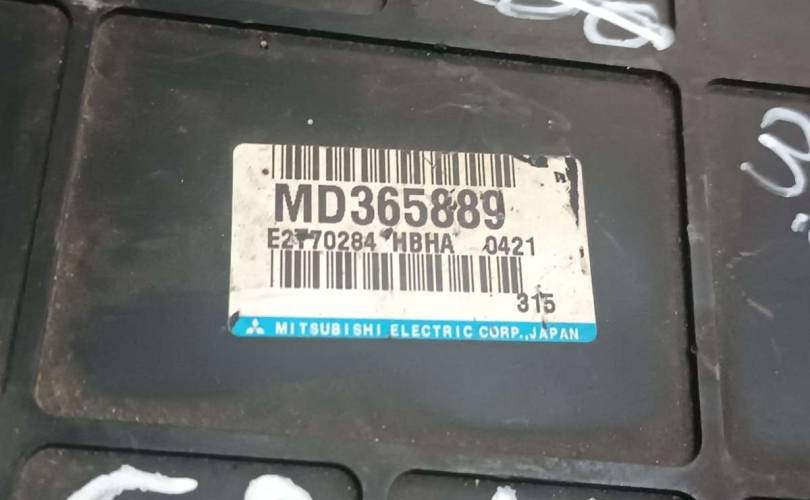 MD365889
E2T70284 HBHA 0421
315
MITSUBISHI ELECTRIC CORP.,JAPAN